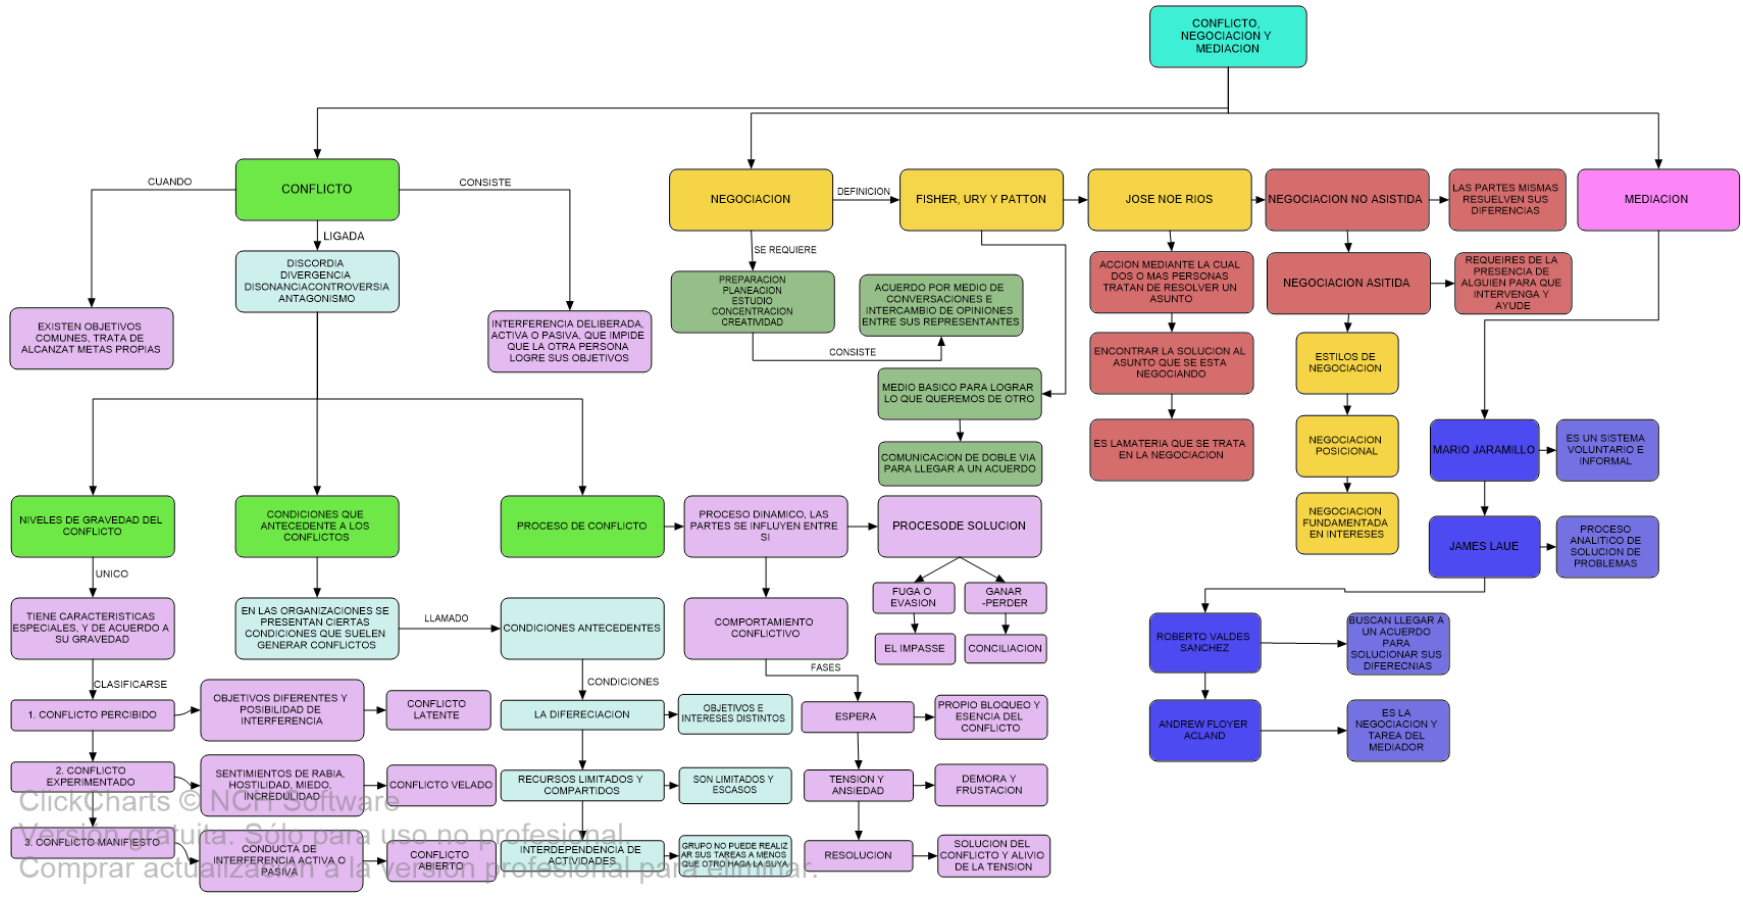 CONFLICTO,
NEGOCIACION Y
MEDIACION
CUANDO
CONFLICTO
CONSISTE
NEGOCIACION
DEFINICION
FISHER, URY Y PATTON
JOSE NOE RIOS
NEGOCIACION NO ASISTIDA
LAS PARTES MISMAS
RESUELVEN SUS
DIFERENCIAS
MEDIACION
LIGADA
DISCORDIA
DIVERGENCIA
DISONANCIACONTROVERSIA
ANTAGONISMO
SE REQUIERE
PREPARACION
PLANEACION
ESTUDIO
CONCENTRACION
CREATIVIDAD
ACUERDO POR MEDIO DE
CONVERSACIONES E
INTERCAMBIO DE OPINIONES
ENTRE SUS REPRESENTANTES
ACCION MEDIANTE LA CUAL
DOS O MAS PERSONAS
TRATAN DE RESOLVER UN
ASUNTO
NEGOCIACION ASITIDA
REQUEIRES DE LA
PRESENCIA DE
ALGUIEN PARA QUE
INTERVENGA Y
AYUDE
EXISTEN OBJETIVOS
COMUNES, TRATA DE
ALCANZAT METAS PROPIAS
INTERFERENCIA DELIBERADA,
ACTIVA O PASIVA, QUE IMPIDE
QUE LA OTRA PERSONA
LOGRE SUS OBJETIVOS
CONSISTE
ENCONTRAR LA SOLUCION AL
ASUNTO QUE SE ESTA
NEGOCIANDO
ESTILOS DE
NEGOCIACION
MEDIO BASICO PARA LOGRAR
LO QUE QUEREMOS DE OTRO
COMUNICACION DE DOBLE VIA
PARA LLEGAR A UN ACUERDO
ES LAMATERIA QUE SE TRATA
EN LA NEGOCIACION
NEGOCIACION
POSICIONAL
MARIO JARAMILLO
ES UN SISTEMA
VOLUNTARIO E
INFORMAL
NIVELES DE GRAVEDAD DEL
CONFLICTO
CONDICIONES QUE
ANTECEDENTE A LOS
CONFLICTOS
PROCESO DE CONFLICTO
PROCESO DINAMICO, LAS
PARTES SE INFLUYEN ENTRE
SI
PROCESODE SOLUCION
NEGOCIACION
FUNDAMENTADA
EN INTERESES
JAMES LAUE
PROCESO
ANALITICO DE
SOLUCION DE
PROBLEMAS
UNICO
TIENE CARACTERISTICAS
ESPECIALES, Y DE ACUERDO A
SU GRAVEDAD
EN LAS ORGANIZACIONES SE
PRESENTAN CIERTAS
CONDICIONES QUE SUELEN
GENERAR CONFLICTOS
LLAMADO
CONDICIONES ANTECEDENTES
COMPORTAMIENTO
CONFLICTIVO
FUGA O
EVASION
GANAR
-PERDER
EL IMPASSE
CONCILIACION
ROBERTO VALDES
SANCHEZ
BUSCAN LLEGAR A
UN ACUERDO
PARA
SOLUCIONAR SUS
DIFERECNIAS
CLASIFICARSE
CONDICIONES
FASES
1. CONFLICTO PERCIBIDO
OBJETIVOS DIFERENTES Y
POSIBILIDAD DE
INTERFERENCIA
CONFLICTO
LATENTE
LA DIFERECIACION
OBJETIVOS E
INTERESES DISTINTOS
ESPERA
PROPIO BLOQUEO Y
ESENCIA DEL
CONFLICTO
ANDREW FLOYER
ACLAND
ES LA
NEGOCIACION Y
TAREA DEL
MEDIADOR
2. CONFLICTO
EXPERIMENTADO
SENTIMIENTOS DE RABIA,
HOSTILIDAD, MIEDO,
INCREDULIDAD
CONFLICTO VELADO
RECURSOS LIMITADOS Y
COMPARTIDOS
SON LIMITADOS Y
ESCASOS
TENSION Y
ANSIEDAD
DEMORA Y
FRUSTACION
3. CONFLICTO MANIFIESTO
CONDUCTA DE
INTERFERENCIA ACTIVA O
PASIVA
CONFLICTO
ABIERTO
INTERDEPENDENCIA DE
ACTIVIDADES
GRUPO NO PUEDE REALIZ
AR SUS TAREAS A MENOS
QUE OTRO HAGA LA SUYA
RESOLUCION
SOLUCION DEL
CONFLICTO Y ALIVIO
DE LA TENSION
ClickCharts © NCH Software
Versión gratuita. Sólo para uso no profesional.
Comprar actualización a la versión profesional para eliminar.